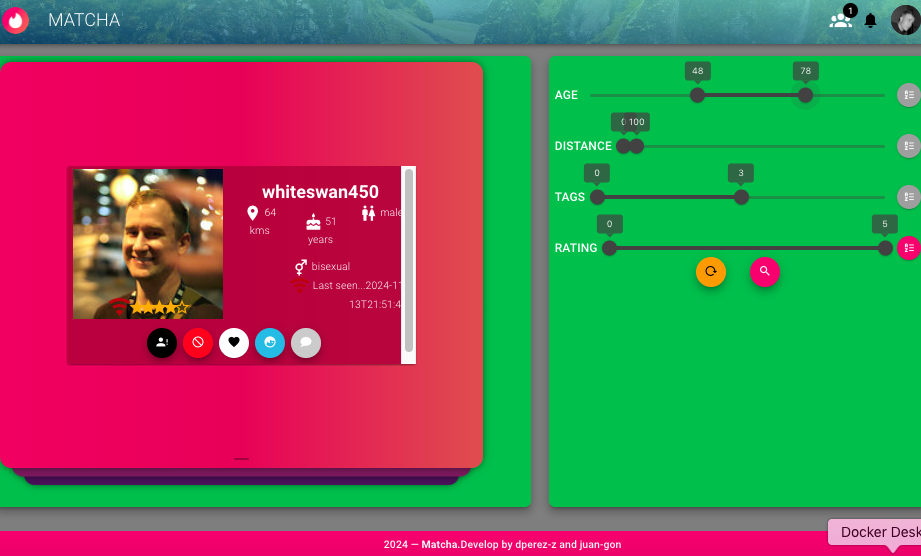 MATCHA
1
whiteswan450
64 kms
51 years
male
bisexual
Last seen...2024-11
13T21:51:4
48
78
AGE
0
100
DISTANCE
0
3
TAGS
0
5
RATING
2024 — Matcha.Develop by dperez-z and juan-gon
Docker Desk